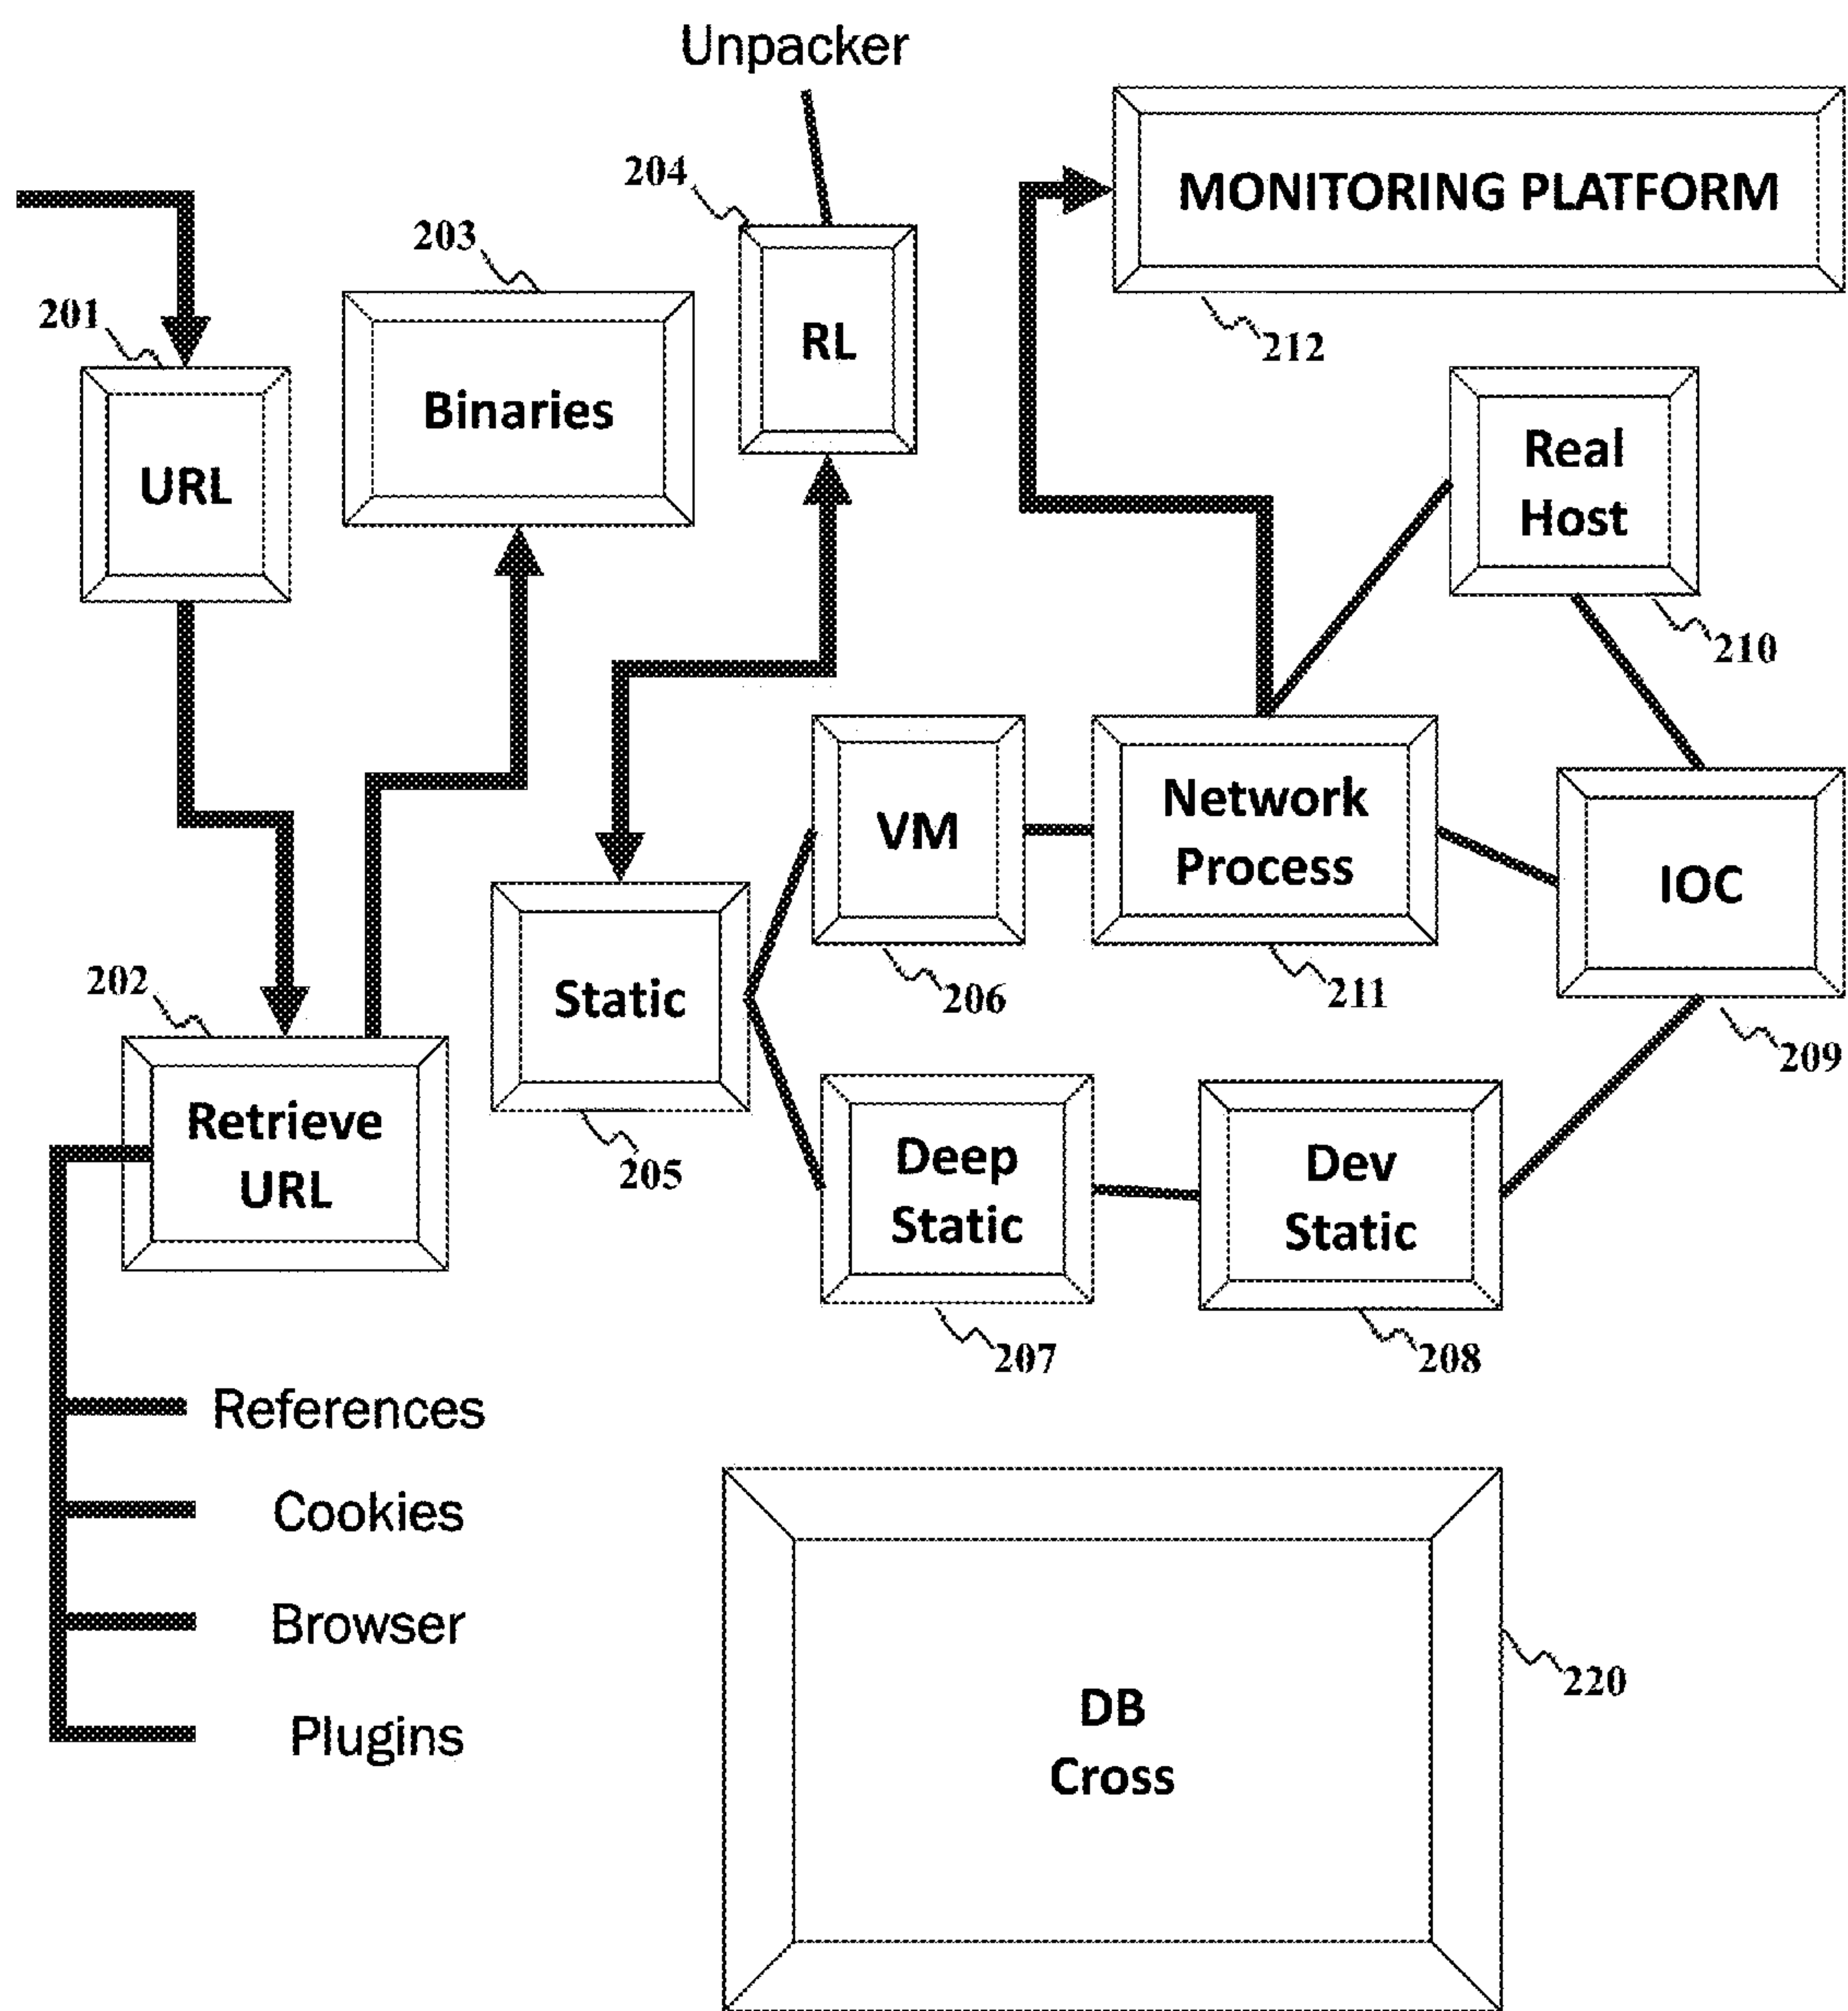 Unpacker
204
MONITORING PLATFORM
203
201
RL
212
Binaries
URL
Real
Host
210
VM
Network
Process
IOC
202
Static
206
211
209
Retrieve
URL
205
Deep
Static
Dev
Static
207
208
References
Cookies
Browser
220
DB
Cross
Plugins